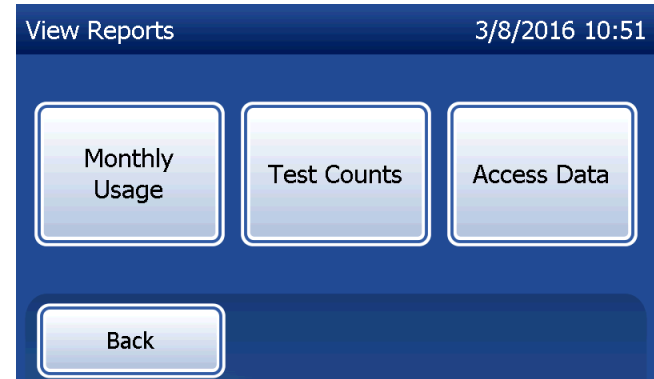 View Reports 3/8/2016 10:51
Monthly
Usage
Test Counts
Access Data
Back